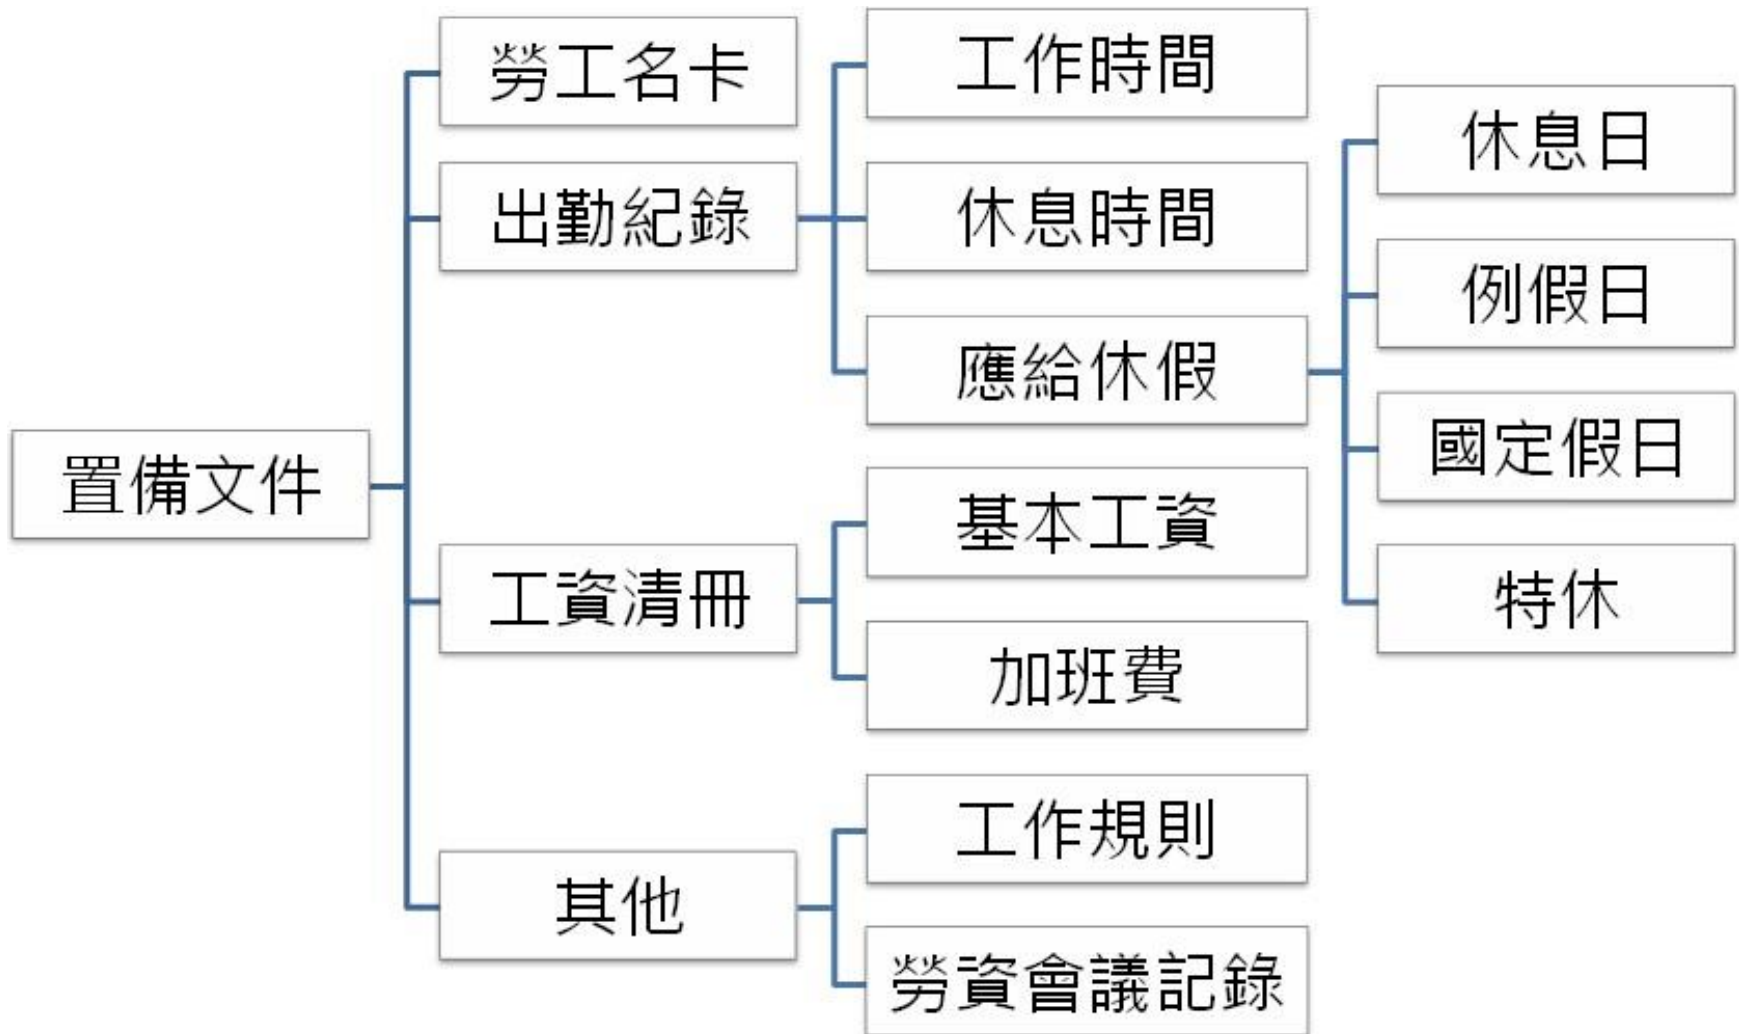 置備文件
勞工名卡
出勤紀錄
工作時間
休息時間
應給休假
休息日
例假日
國定假日
特休
工資清冊
基本工資
加班費
其他
工作規則
勞資會議記錄